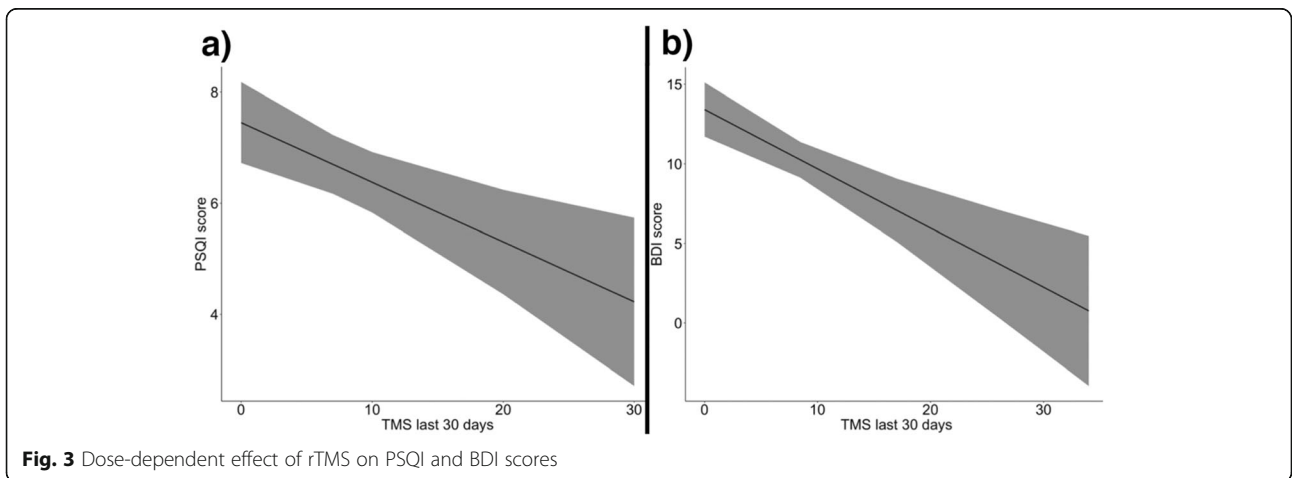 a)
PSQI score
8
6
4
0 10 20 30
TMS last 30 days
b)
BDI score
15
10
5
0
0 10 20 30
TMS last 30 days
Fig. 3 Dose-dependent effect of rTMS on PSQI and BDI scores